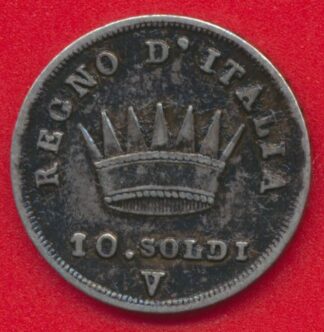 REGNO D' ITALIA
10. SOLDI
V